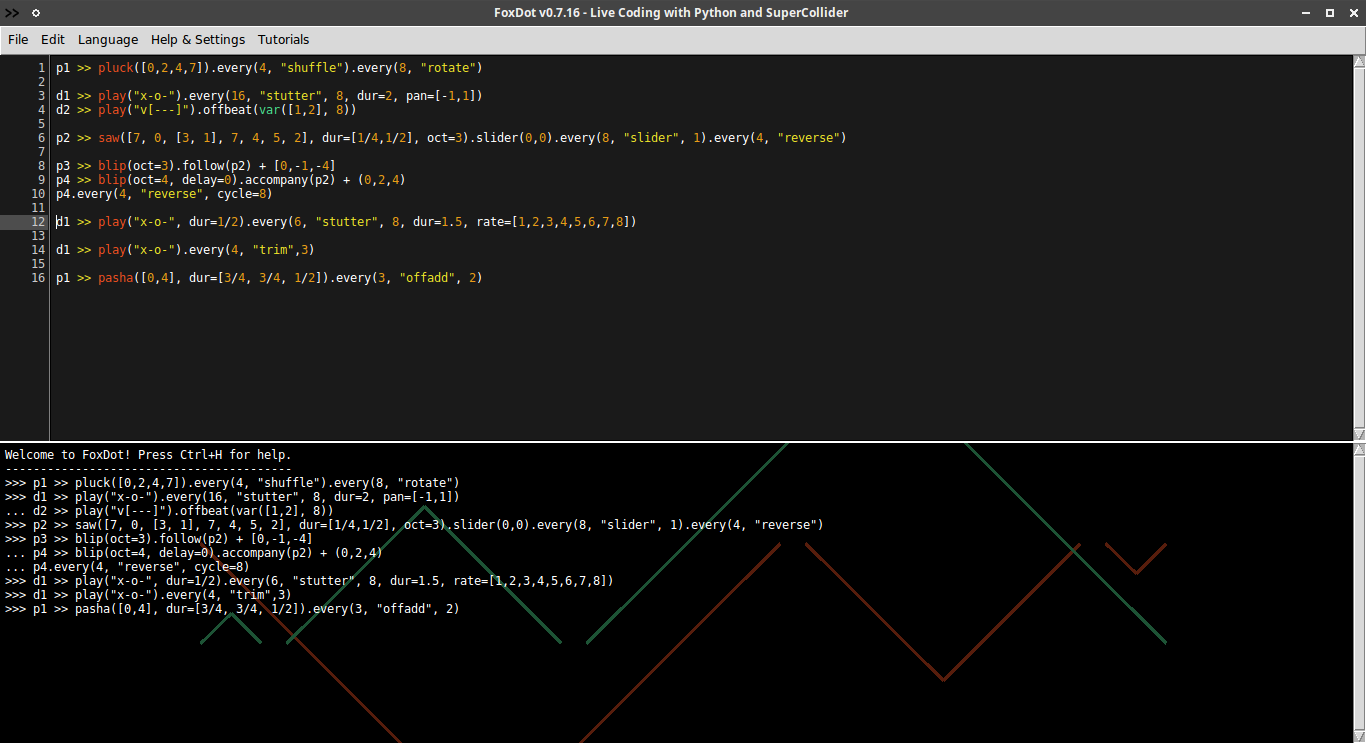 FoxDot v0.7.16 - Live Coding with Python and SuperCollider
File Edit Language Help & Settings Tutorials
1 p1 >> pluck([0,2,4,7]).every(4, "shuffle").every(8, "rotate")
2
3 d1 >> play("x-o-").every(16, "stutter", 8, dur=2, pan=[-1,1])
4 d2 >> play("v[---]").offbeat(var([1,2], 8))
5
6 p2 >> saw([7, 0, [3, 1], 7, 4, 5, 2], dur=[1/4,1/2], oct=3).slider(0,0).every(8, "slider", 1).every(4, "reverse")
7
8 p3 >> blip(oct=3).follow(p2) + [0,-1,-4]
9 p4 >> blip(oct=4, delay=0).accompany(p2) + (0,2,4)
10 p4.every(4, "reverse", cycle=8)
11
12 d1 >> play("x-o-", dur=1/2).every(6, "stutter", 8, dur=1.5, rate=[1,2,3,4,5,6,7,8])
13
14 d1 >> play("x-o-").every(4, "trim",3)
15
16 p1 >> pasha([0,4], dur=[3/4, 3/4, 1/2]).every(3, "offadd", 2)
Welcome to FoxDot! Press Ctrl+H for help.
-----------------------------------------
>>> p1 >> pluck([0,2,4,7]).every(4, "shuffle").every(8, "rotate")
>>> d1 >> play("x-o-").every(16, "stutter", 8, dur=2, pan=[-1,1])
... d2 >> play("v[---]").offbeat(var([1,2], 8))
>>> p2 >> saw([7, 0, [3, 1], 7, 4, 5, 2], dur=[1/4,1/2], oct=3).slider(0,0).every(8, "slider", 1).every(4, "reverse")
>>> p3 >> blip(oct=3).follow(p2) + [0,-1,-4]
... p4 >> blip(oct=4, delay=0).accompany(p2) + (0,2,4)
... p4.every(4, "reverse", cycle=8)
>>> d1 >> play("x-o-", dur=1/2).every(6, "stutter", 8, dur=1.5, rate=[1,2,3,4,5,6,7,8])
>>> d1 >> play("x-o-").every(4, "trim",3)
>>> p1 >> pasha([0,4], dur=[3/4, 3/4, 1/2]).every(3, "offadd", 2)